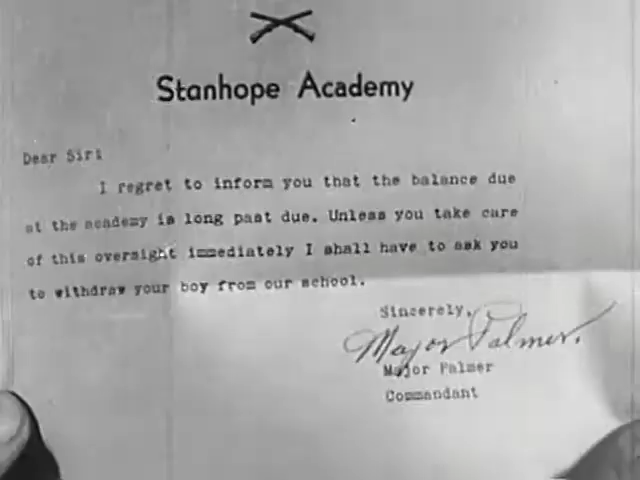 Stanhope Academy
Dear Sir:
I regret to inform you that the balance due
at the academy is long past due. Unless you take care
of this oversight immediately I shall have to ask you
to withdraw your boy from our school.
Sincerely,
Major Palmer.
Major Palmer
Commandant